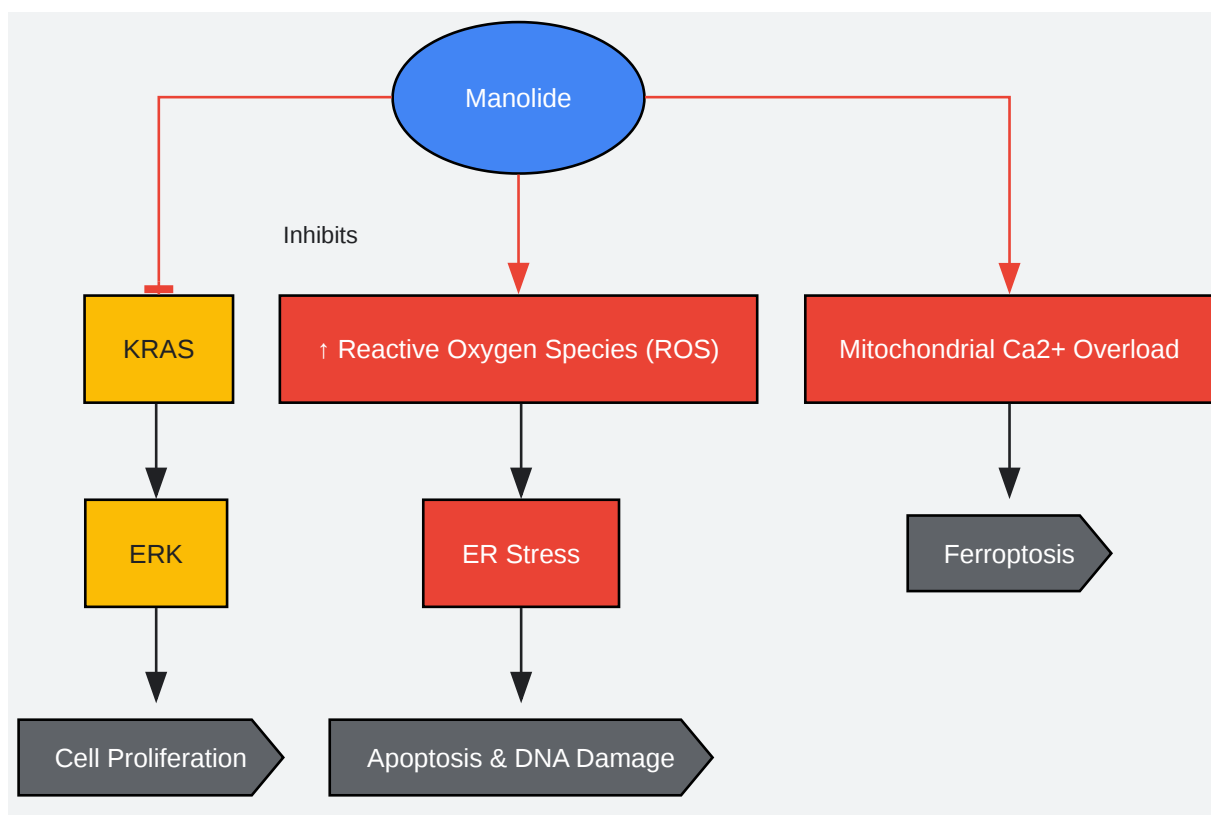 Manolide
Inhibits
KRAS
↑ Reactive Oxygen Species (ROS)
Mitochondrial Ca2+ Overload
ERK
ER Stress
Ferroptosis
Cell Proliferation
Apoptosis & DNA Damage